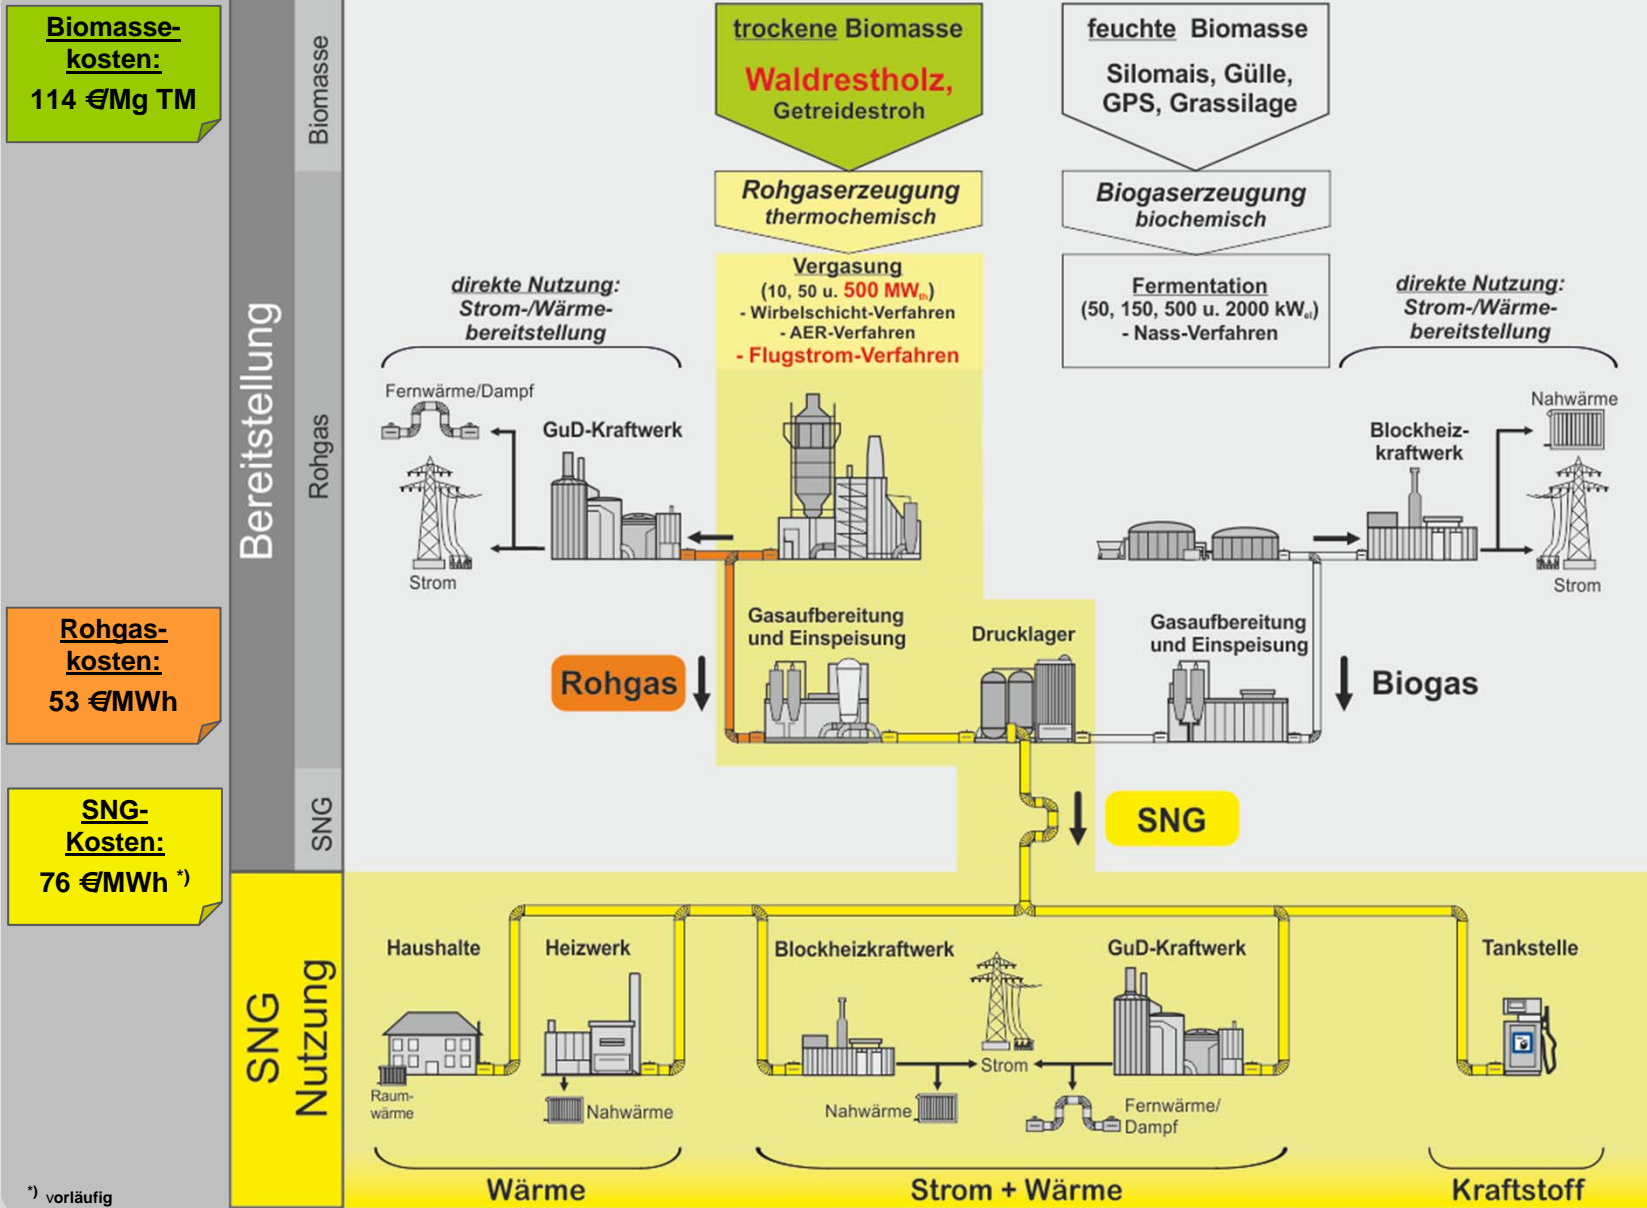 Biomasse-
kosten:
114 €/Mg TM
Rohgas-
kosten:
53 €/MWh
SNG-
Kosten:
76 €/MWh *)
*) vorläufig
Bereitstellung
Biomasse
Rohgas
SNG
SNG
Nutzung
trockene Biomasse
Waldrestholz,
Getreidestroh
feuchte Biomasse
Silomais, Gülle,
GPS, Grassilage
Rohgaserzeugung
thermochemisch
Biogaserzeugung
biochemisch
Vergasung
(10, 50 u. 500 MWth)
- Wirbelschicht-Verfahren
- AER-Verfahren
- Flugstrom-Verfahren
Fermentation
(50, 150, 500 u. 2000 kWel)
- Nass-Verfahren
direkte Nutzung:
Strom-/Wärme-
bereitstellung
direkte Nutzung:
Strom-/Wärme-
bereitstellung
Fernwärme/Dampf
GuD-Kraftwerk
Strom
Nahwärme
Blockheiz-
kraftwerk
Strom
Gasaufbereitung
und Einspeisung
Drucklager
Gasaufbereitung
und Einspeisung
Rohgas
Biogas
SNG
Haushalte
Heizwerk
Blockheizkraftwerk
GuD-Kraftwerk
Tankstelle
Strom
Raum-
wärme
Nahwärme
Nahwärme
Fernwärme/
Dampf
Wärme
Strom + Wärme
Kraftstoff